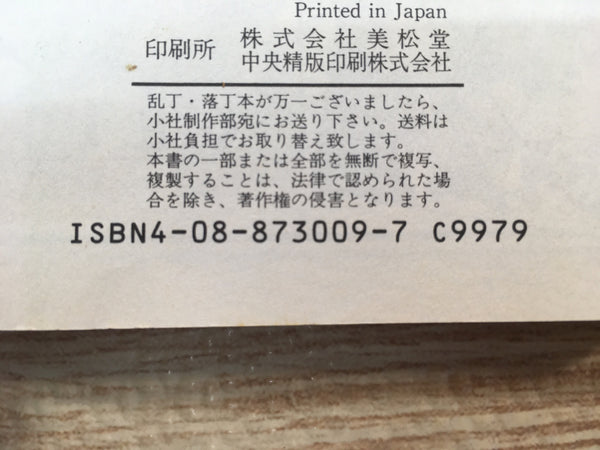 Printed in Japan
印刷所 株式会社美松堂
中央精版印刷株式会社
乱丁・落丁本が万一ございましたら、
小社制作部宛にお送り下さい。送料は
小社負担でお取り替え致します。
本書の一部または全部を無断で複写、
複製することは、法律で認められた場
合を除き、著作権の侵害となります。
ISBN4-08-873009-7 C9979